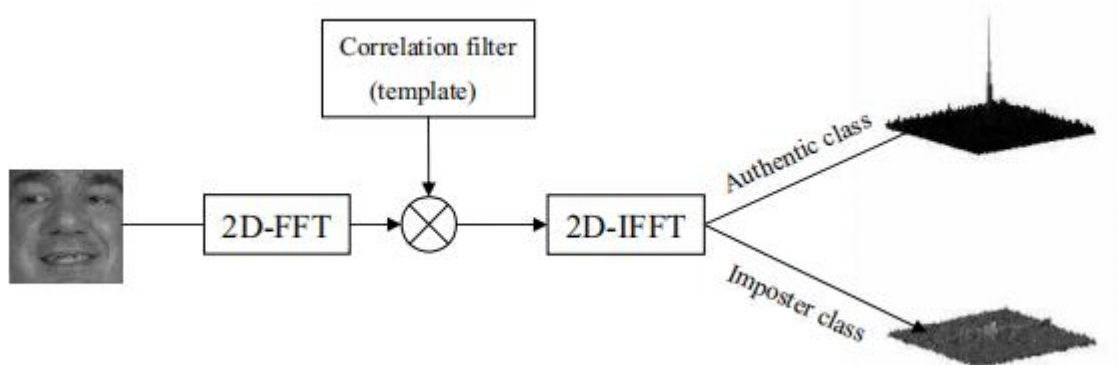 Correlation filter
(template)
2D-FFT
2D-IFFT
Authentic class
Imposter class